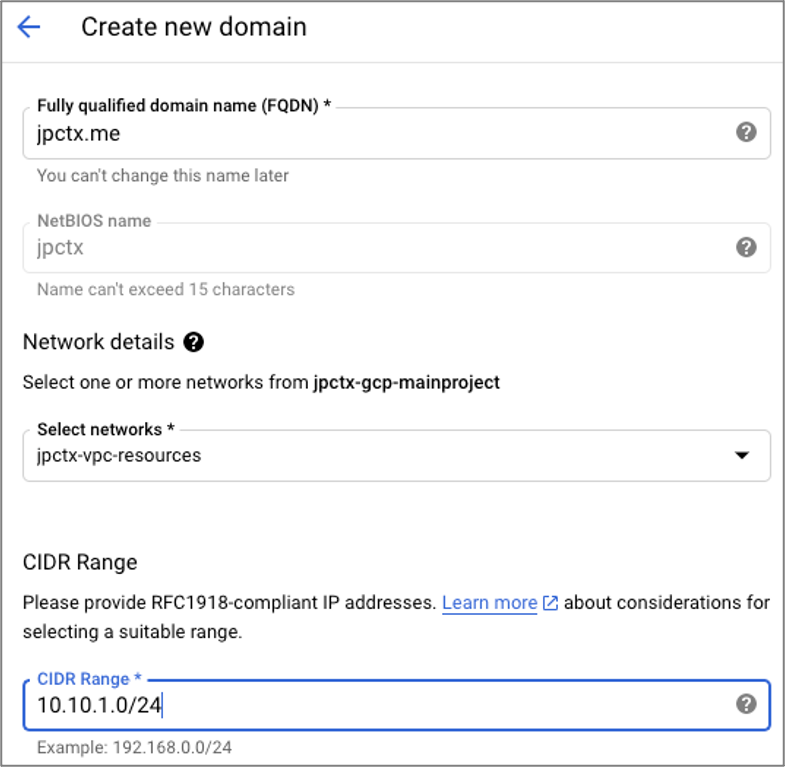 Create new domain
Fully qualified domain name (FQDN) *
jpctx.me
You can't change this name later
NetBIOS name
jpctx
Name can't exceed 15 characters
Network details
Select one or more networks from jpctx-gcp-mainproject
Select networks *
jpctx-vpc-resources
CIDR Range
Please provide RFC1918-compliant IP addresses. Learn more about considerations for
selecting a suitable range.
CIDR Range *
10.10.1.0/24
Example: 192.168.0.0/24